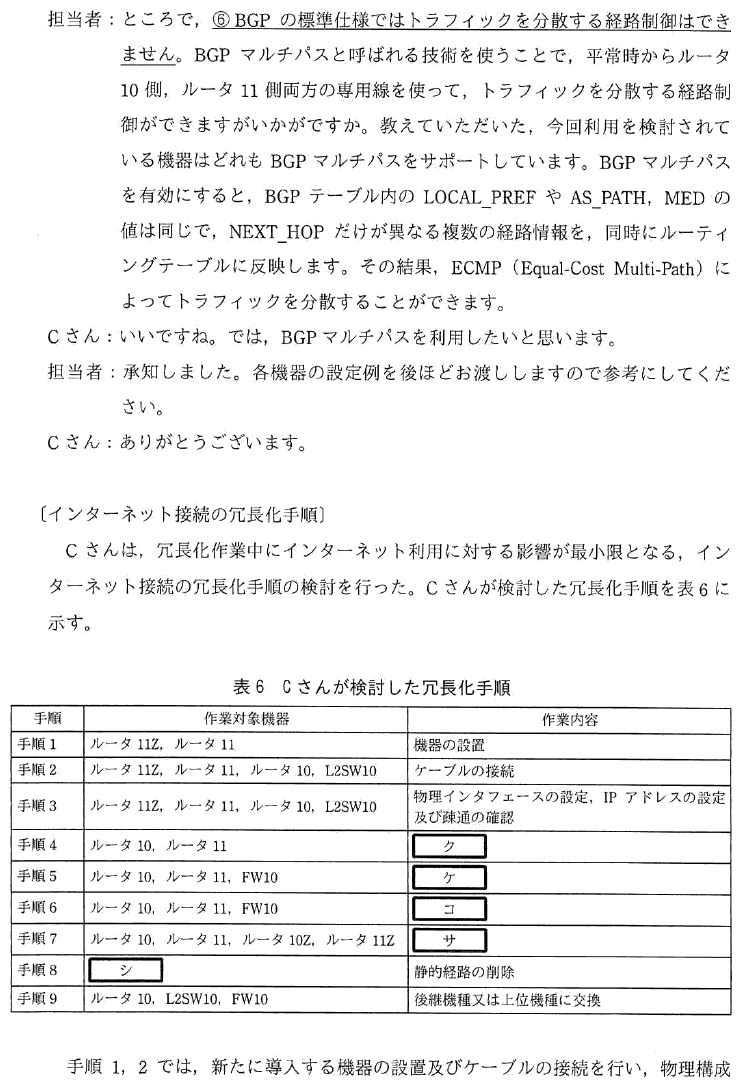 担当者：ところで，⑥BGP の標準仕様ではトラフィックを分散する経路制御はでき
ません。BGP マルチパスと呼ばれる技術を使うことで，平常時からルータ
10 側，ルータ 11 側両方の専用線を使って，トラフィックを分散する経路制
御ができますがいかがですか。教えていただいた，今回利用を検討されて
いる機器はどれも BGP マルチパスをサポートしています。BGP マルチパス
を有効にすると，BGP テーブル内の LOCAL_PREF や AS_PATH，MED の
値は同じで，NEXT_HOP だけが異なる複数の経路情報を，同時にルーティ
ングテーブルに反映します。その結果，ECMP（Equal-Cost Multi-Path）に
よってトラフィックを分散することができます。
Cさん：いいですね。では，BGP マルチパスを利用したいと思います。
担当者：承知しました。各機器の設定例を後ほどお渡ししますので参考にしてくだ
さい。
Cさん：ありがとうございます。
〔インターネット接続の冗長化手順〕
Cさんは，冗長化作業中にインターネット利用に対する影響が最小限となる，イン
ターネット接続の冗長化手順の検討を行った。Cさんが検討した冗長化手順を表6に
示す。
表6 Cさんが検討した冗長化手順
手順 作業対象機器 作業内容
手順1 ルータ 11Z，ルータ 11 機器の設置
手順2 ルータ 11Z，ルータ 11，ルータ 10，L2SW10 ケーブルの接続
手順3 ルータ 11Z，ルータ 11，ルータ 10，L2SW10 物理インタフェースの設定，IP アドレスの設定
及び疎通の確認
手順4 ルータ 10，ルータ 11 ク
手順5 ルータ 10，ルータ 11，FW10 ケ
手順6 ルータ 10，ルータ 11，FW10 コ
手順7 ルータ 10，ルータ 11，ルータ 10Z，ルータ 11Z サ
手順8 シ 静的経路の削除
手順9 ルータ 10，L2SW10，FW10 後継機種又は上位機種に交換
手順 1，2 では，新たに導入する機器の設置及びケーブルの接続を行い，物理構成